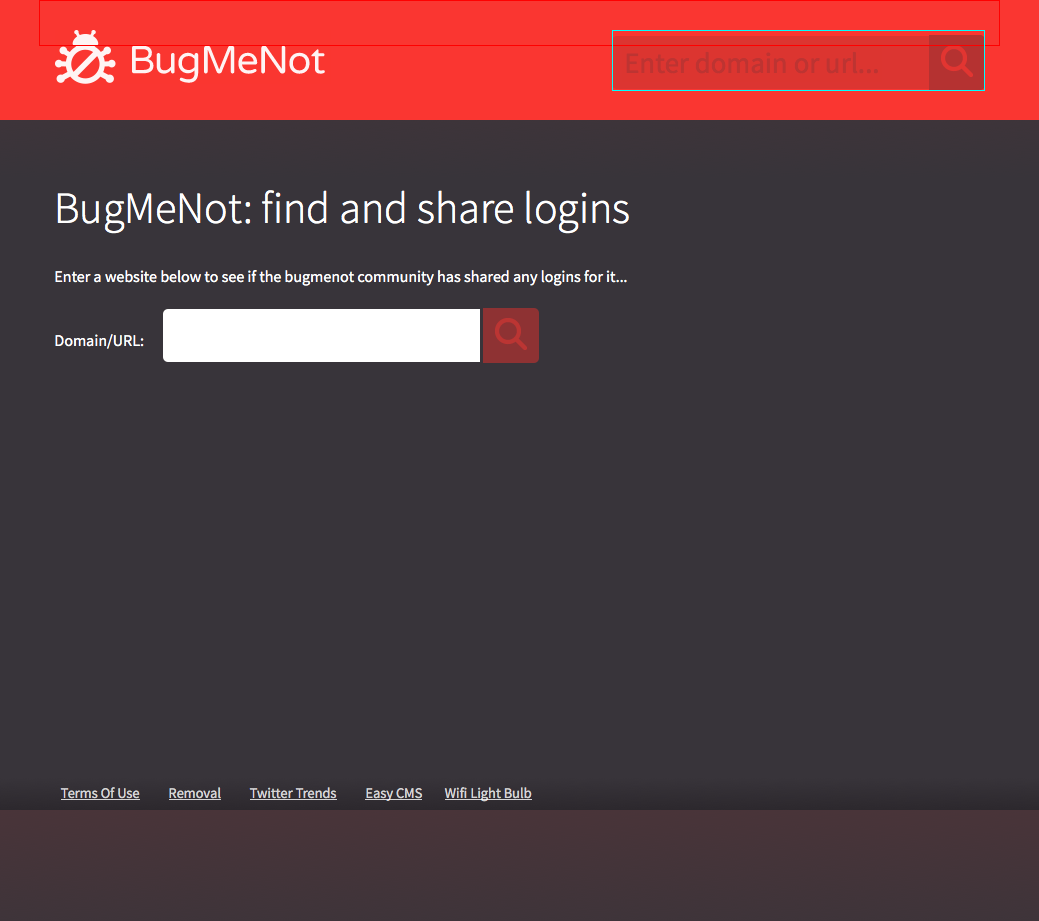 BugMeNot
Enter domain or url...
BugMeNot: find and share logins
Enter a website below to see if the bugmenot community has shared any logins for it...
Domain/URL:
Terms Of Use Removal Twitter Trends Easy CMS Wifi Light Bulb